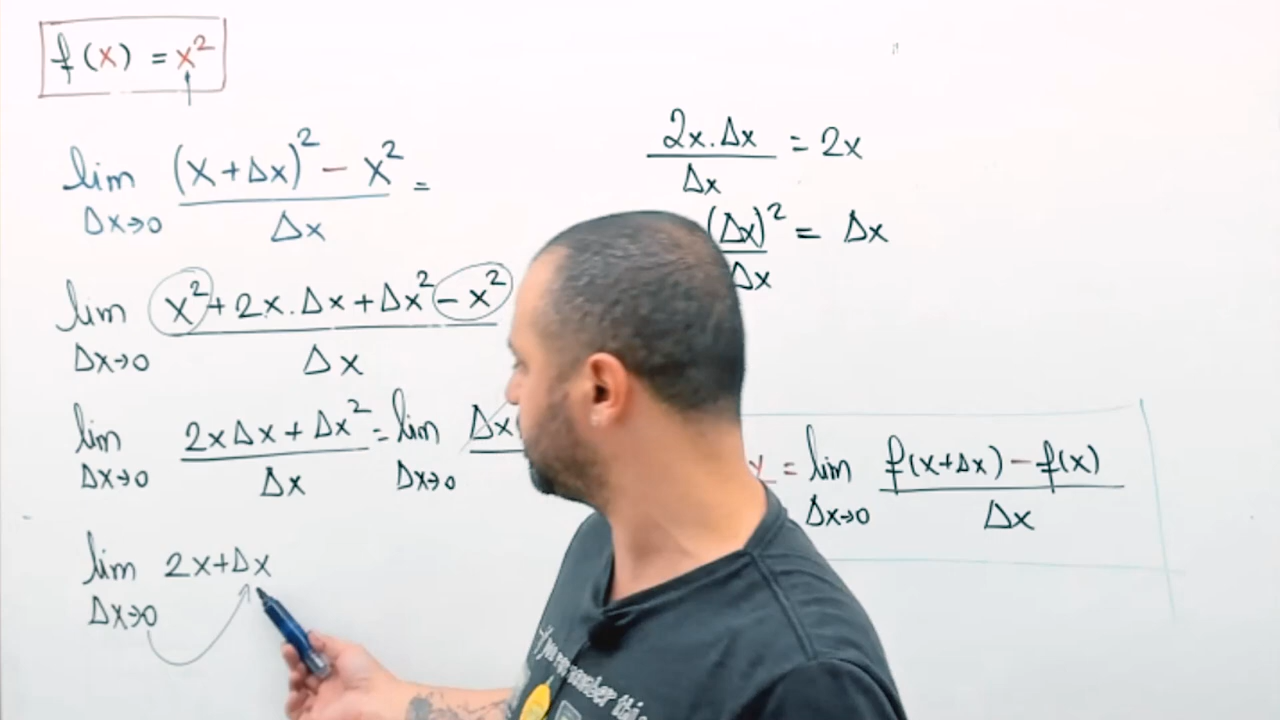 f(x) = x²
lim (x+Δx)² − x² =
Δx→0 Δx
lim x² + 2x.Δx + Δx² − x²
Δx→0 Δx
lim 2xΔx + Δx² = lim Δx
Δx→0 Δx Δx→0
lim 2x+Δx
Δx→0
2x.Δx = 2x
Δx
(Δx)² = Δx
Δx
= lim f(x+Δx) − f(x)
Δx→0 Δx